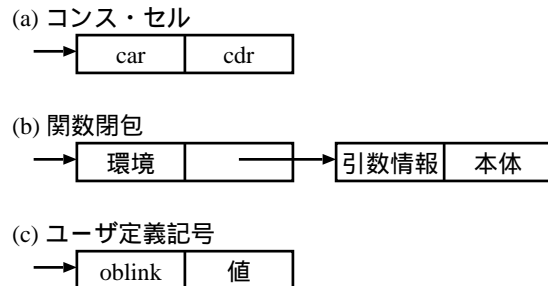 (a) コンス・セル
car cdr
(b) 関数閉包
環境 引数情報 本体
(c) ユーザ定義記号
oblink 値